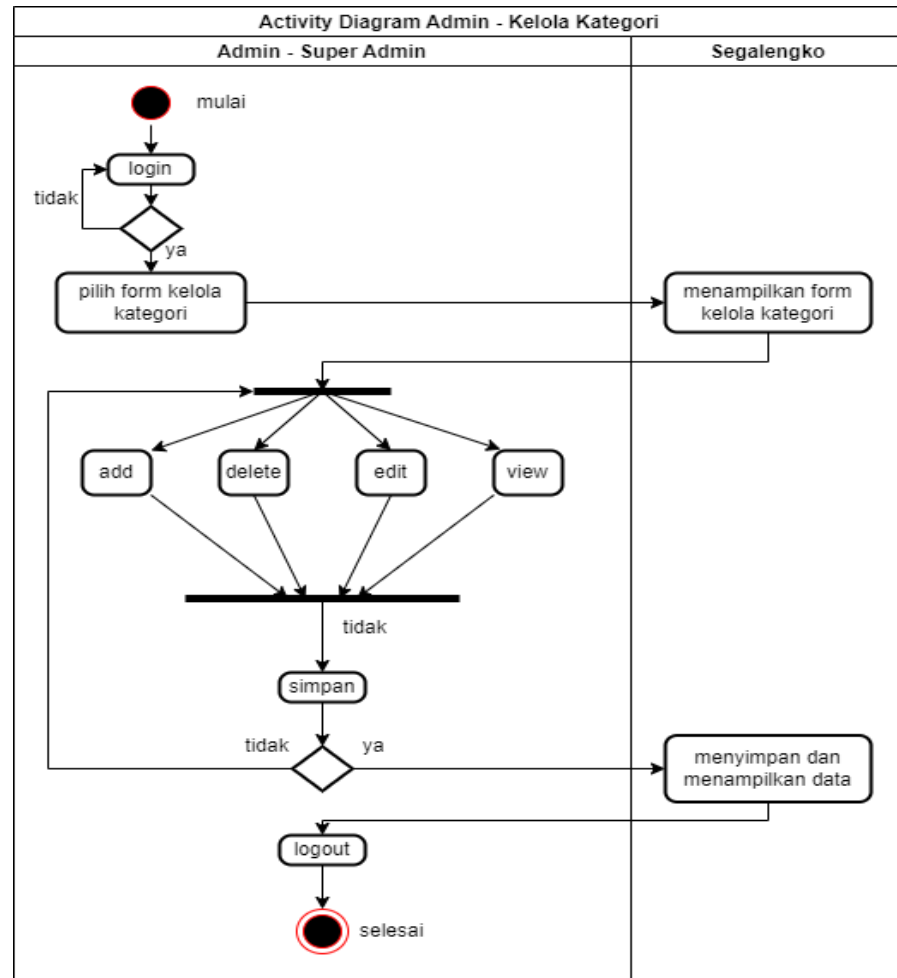 Activity Diagram Admin - Kelola Kategori
Admin - Super Admin
Segalengko
mulai
login
tidak
ya
pilih form kelola
kategori
menampilkan form
kelola kategori
add
delete
edit
view
tidak
simpan
tidak
ya
menyimpan dan
menampilkan data
logout
selesai